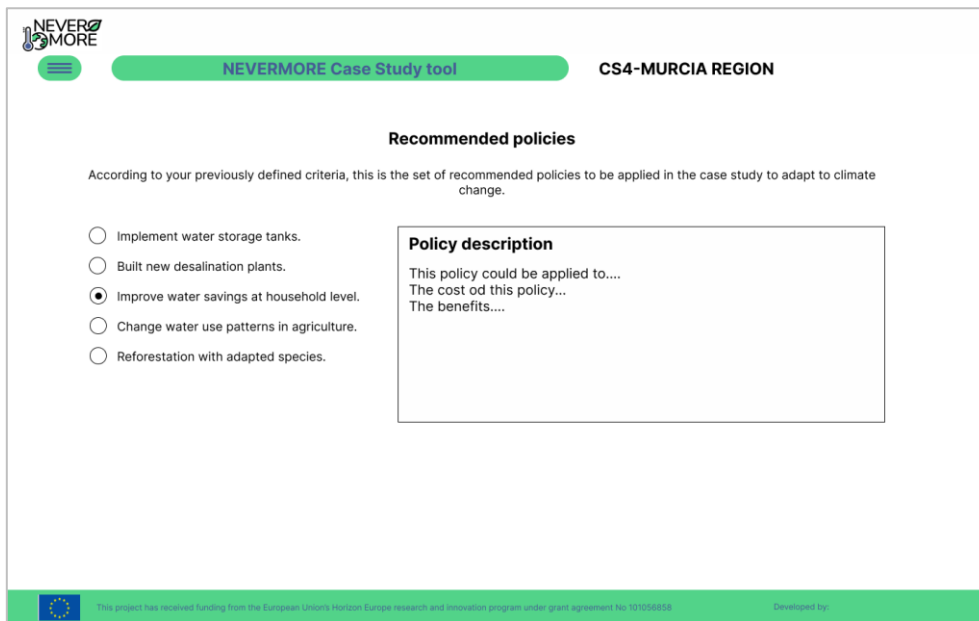 NEVER
MORE
NEVERMORE Case Study tool
CS4-MURCIA REGION
Recommended policies
According to your previously defined criteria, this is the set of recommended policies to be applied in the case study to adapt to climate
change.
Implement water storage tanks.
Built new desalination plants.
Improve water savings at household level.
Change water use patterns in agriculture.
Reforestation with adapted species.
Policy description
This policy could be applied to....
The cost od this policy...
The benefits....
This project has received funding from the European Union's Horizon Europe research and innovation program under grant agreement No 101056858
Developed by: